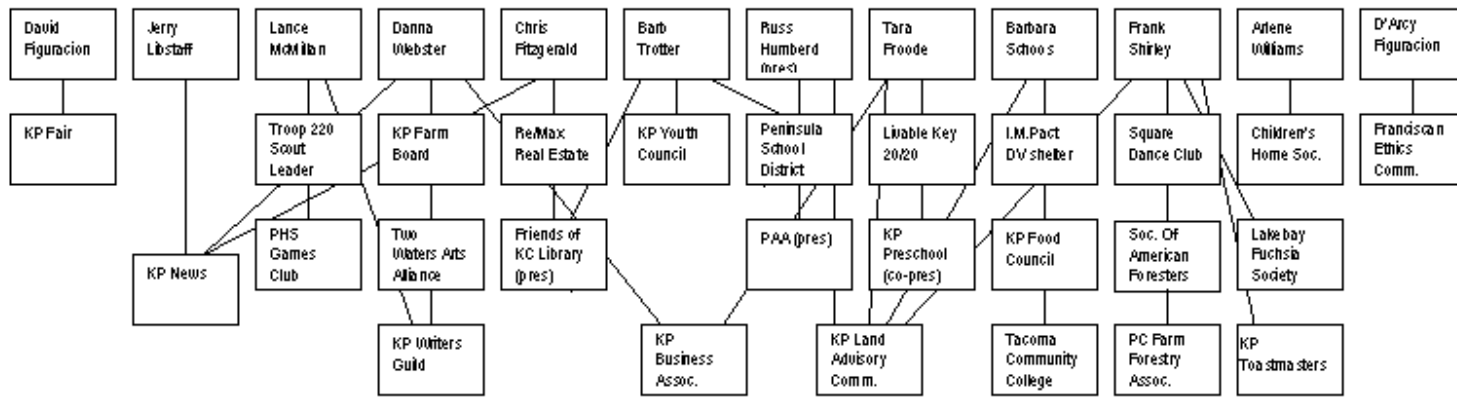 David
Figuracion
Jerry
Libstaff
Lance
McMillan
Danna
Webster
Chris
Fitzgerald
Barb
Trotter
Russ
Humberd
(pres)
Tara
Froode
Barbara
Schoos
Frank
Shirley
Arlene
Williams
D'Arcy
Figuracion
KP Fair
Troop 220
Scout
Leader
KP Farm
Board
Re/Max
Real Estate
KP Youth
Council
Peninsula
School
District
Livable Key
20/20
I.M.Pact
DV shelter
Square
Dance Club
Children's
Home Soc.
Franciscan
Ethics
Comm.
KP News
PHS
Games
Club
Two
Waters Arts
Alliance
Friends of
KC Library
(pres)
PAA (pres)
KP
Preschool
(co-pres)
KP Food
Council
Soc. Of
American
Foresters
Lakebay
Fuchsia
Society
KP Writers
Guild
KP
Business
Assoc.
KP Land
Advisory
Comm.
Tacoma
Community
College
PC Farm
Forestry
Assoc.
KP
Toastmasters